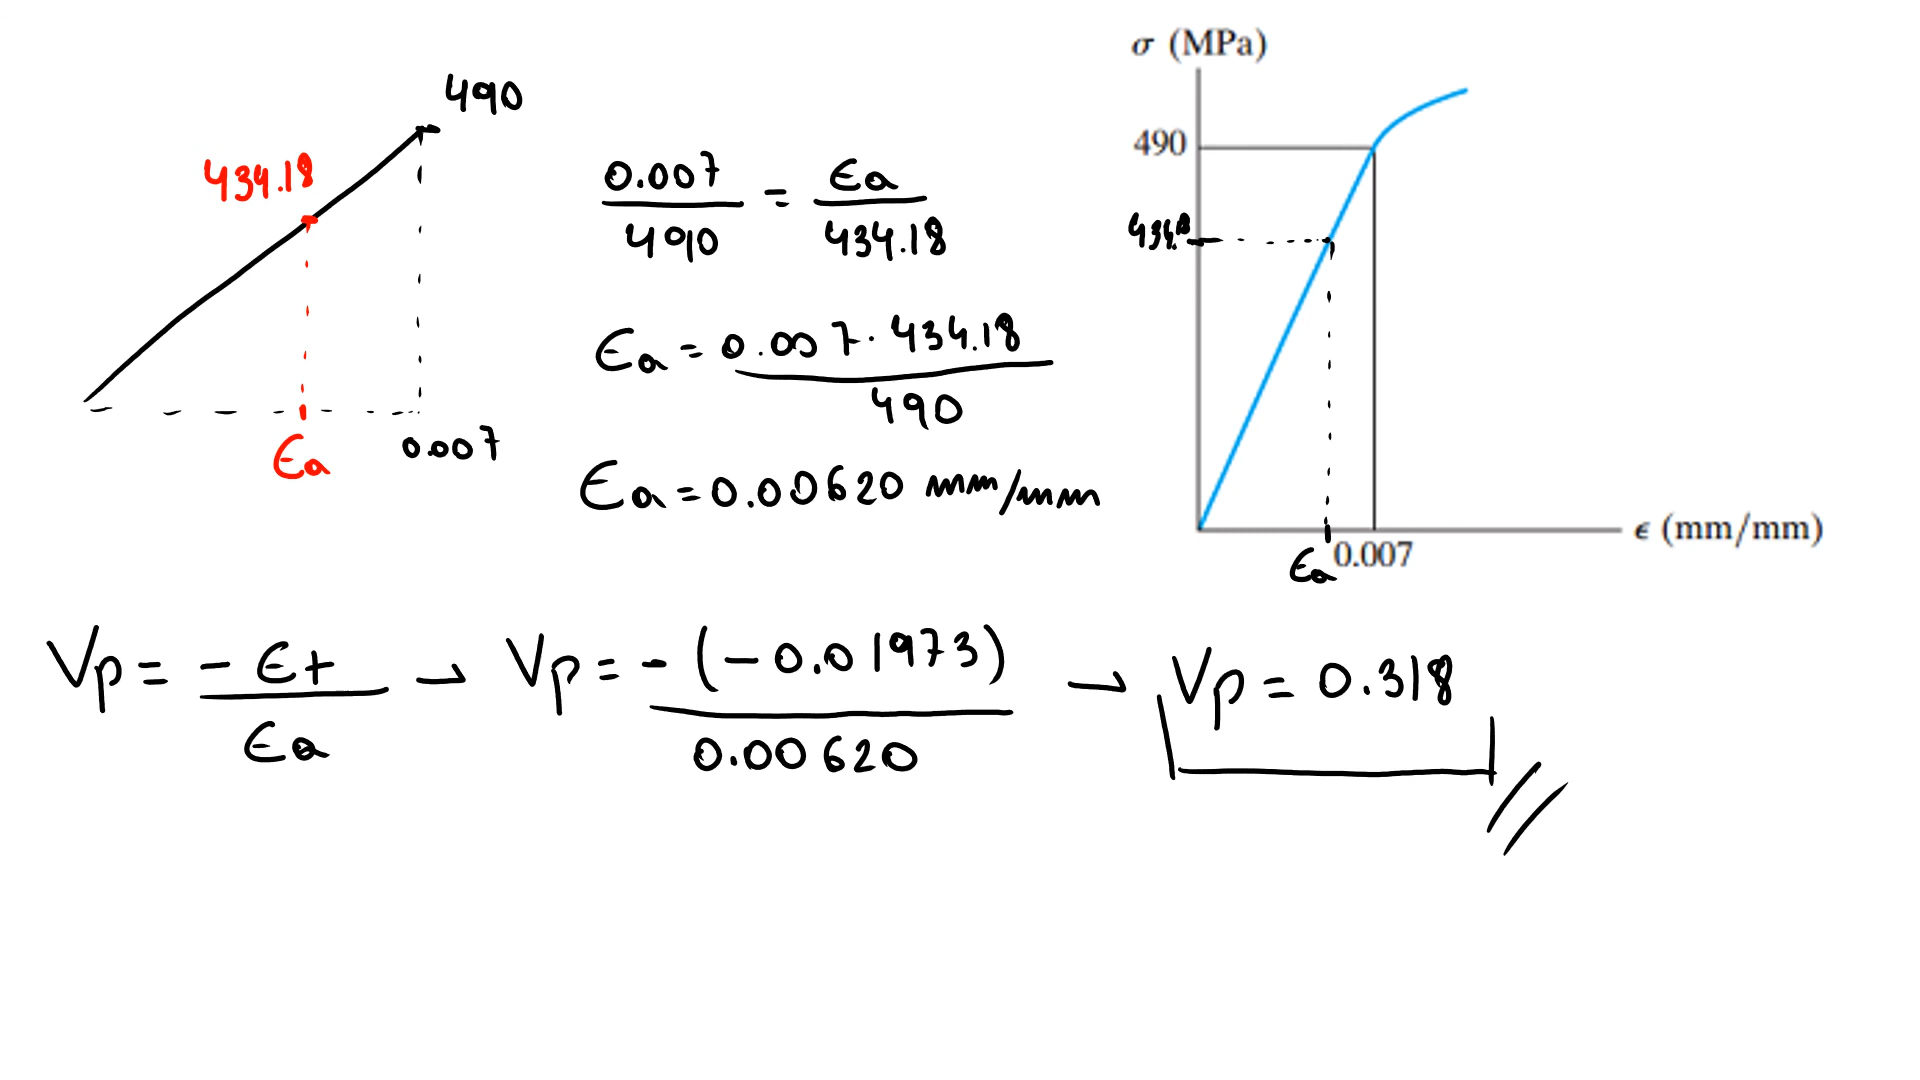 490
434.18
Ea
0.007
0.007 / 490 = Ea / 434.18
Ea = 0.007 · 434.18 / 490
Ea = 0.00620 mm/mm
σ (MPa)
490
434.18
Ea
0.007
ϵ (mm/mm)
Vp = -Et / Ea → Vp = -(-0.01973) / 0.00620 → Vp = 0.318